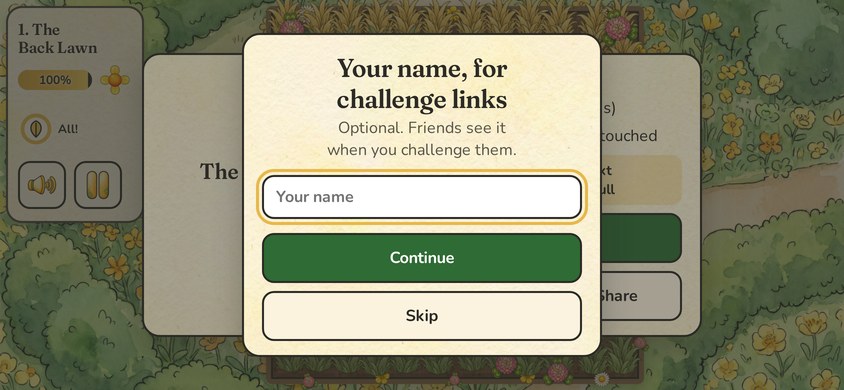 1. The
Back Lawn
100%
All!
The
s)
touched
xt
ull
Share
Your name, for
challenge links
Optional. Friends see it
when you challenge them.
Your name
Continue
Skip